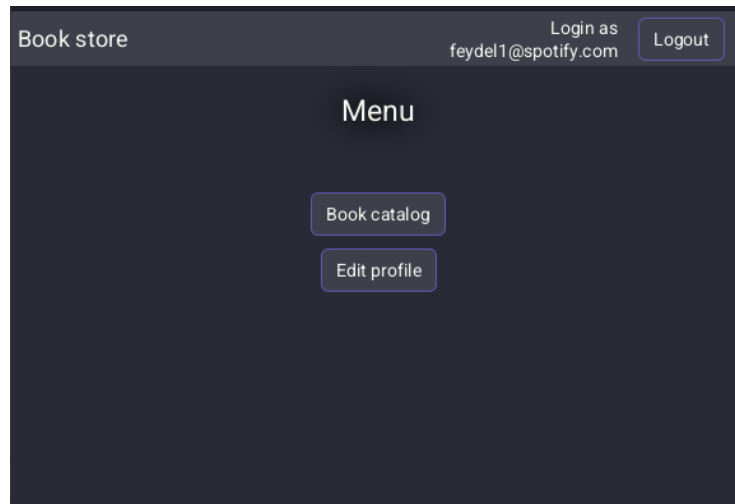 Book store
Login as
feydel1@spotify.com
Logout
Menu
Book catalog
Edit profile